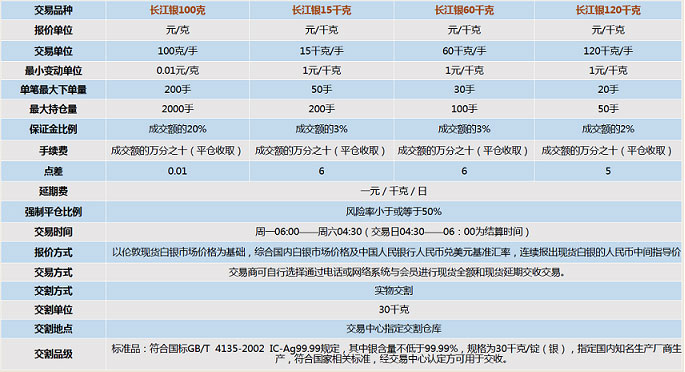 交易品种 长江银100克 长江银15千克 长江银60千克 长江银120千克
报价单位 元/克 元/千克 元/千克 元/千克
交易单位 100克/手 15千克/手 60千克/手 120千克/手
最小变动单位 0.01元/克 1元/千克 1元/千克 1元/千克
单笔最大下单量 200手 50手 30手 20手
最大持仓量 2000手 200手 100手 50手
保证金比例 成交额的20% 成交额的3% 成交额的3% 成交额的2%
手续费 成交额的万分之十（平仓收取） 成交额的万分之十（平仓收取） 成交额的万分之十（平仓收取） 成交额的万分之十（平仓收取）
点差 0.01 6 6 5
延期费 一元 / 千克 / 日
强制平仓比例 风险率小于或等于50%
交易时间 周一06:00——周六04:30（ 交易日04:30——06：00为结算时间 ）
报价方式 以伦敦现货白银市场价格为基础，综合国内白银市场价格及中国人民银行人民币兑美元基准汇率，连续报出现货白银的人民币中间指导价
交易方式 交易商可自行选择通过电话或网络系统与会员进行现货全额和现货延期交收交易。
交割方式 实物交割
交割单位 30千克
交割地点 交易中心指定交割仓库
交割品级 标准品：符合国标GB/T 4135-2002 IC-Ag99.99规定，其中银含量不低于99.99%，规格为30千克/锭（银），指定国内知名生产厂商生
产，符合国家相关标准，经交易中心认定方可用于交收。